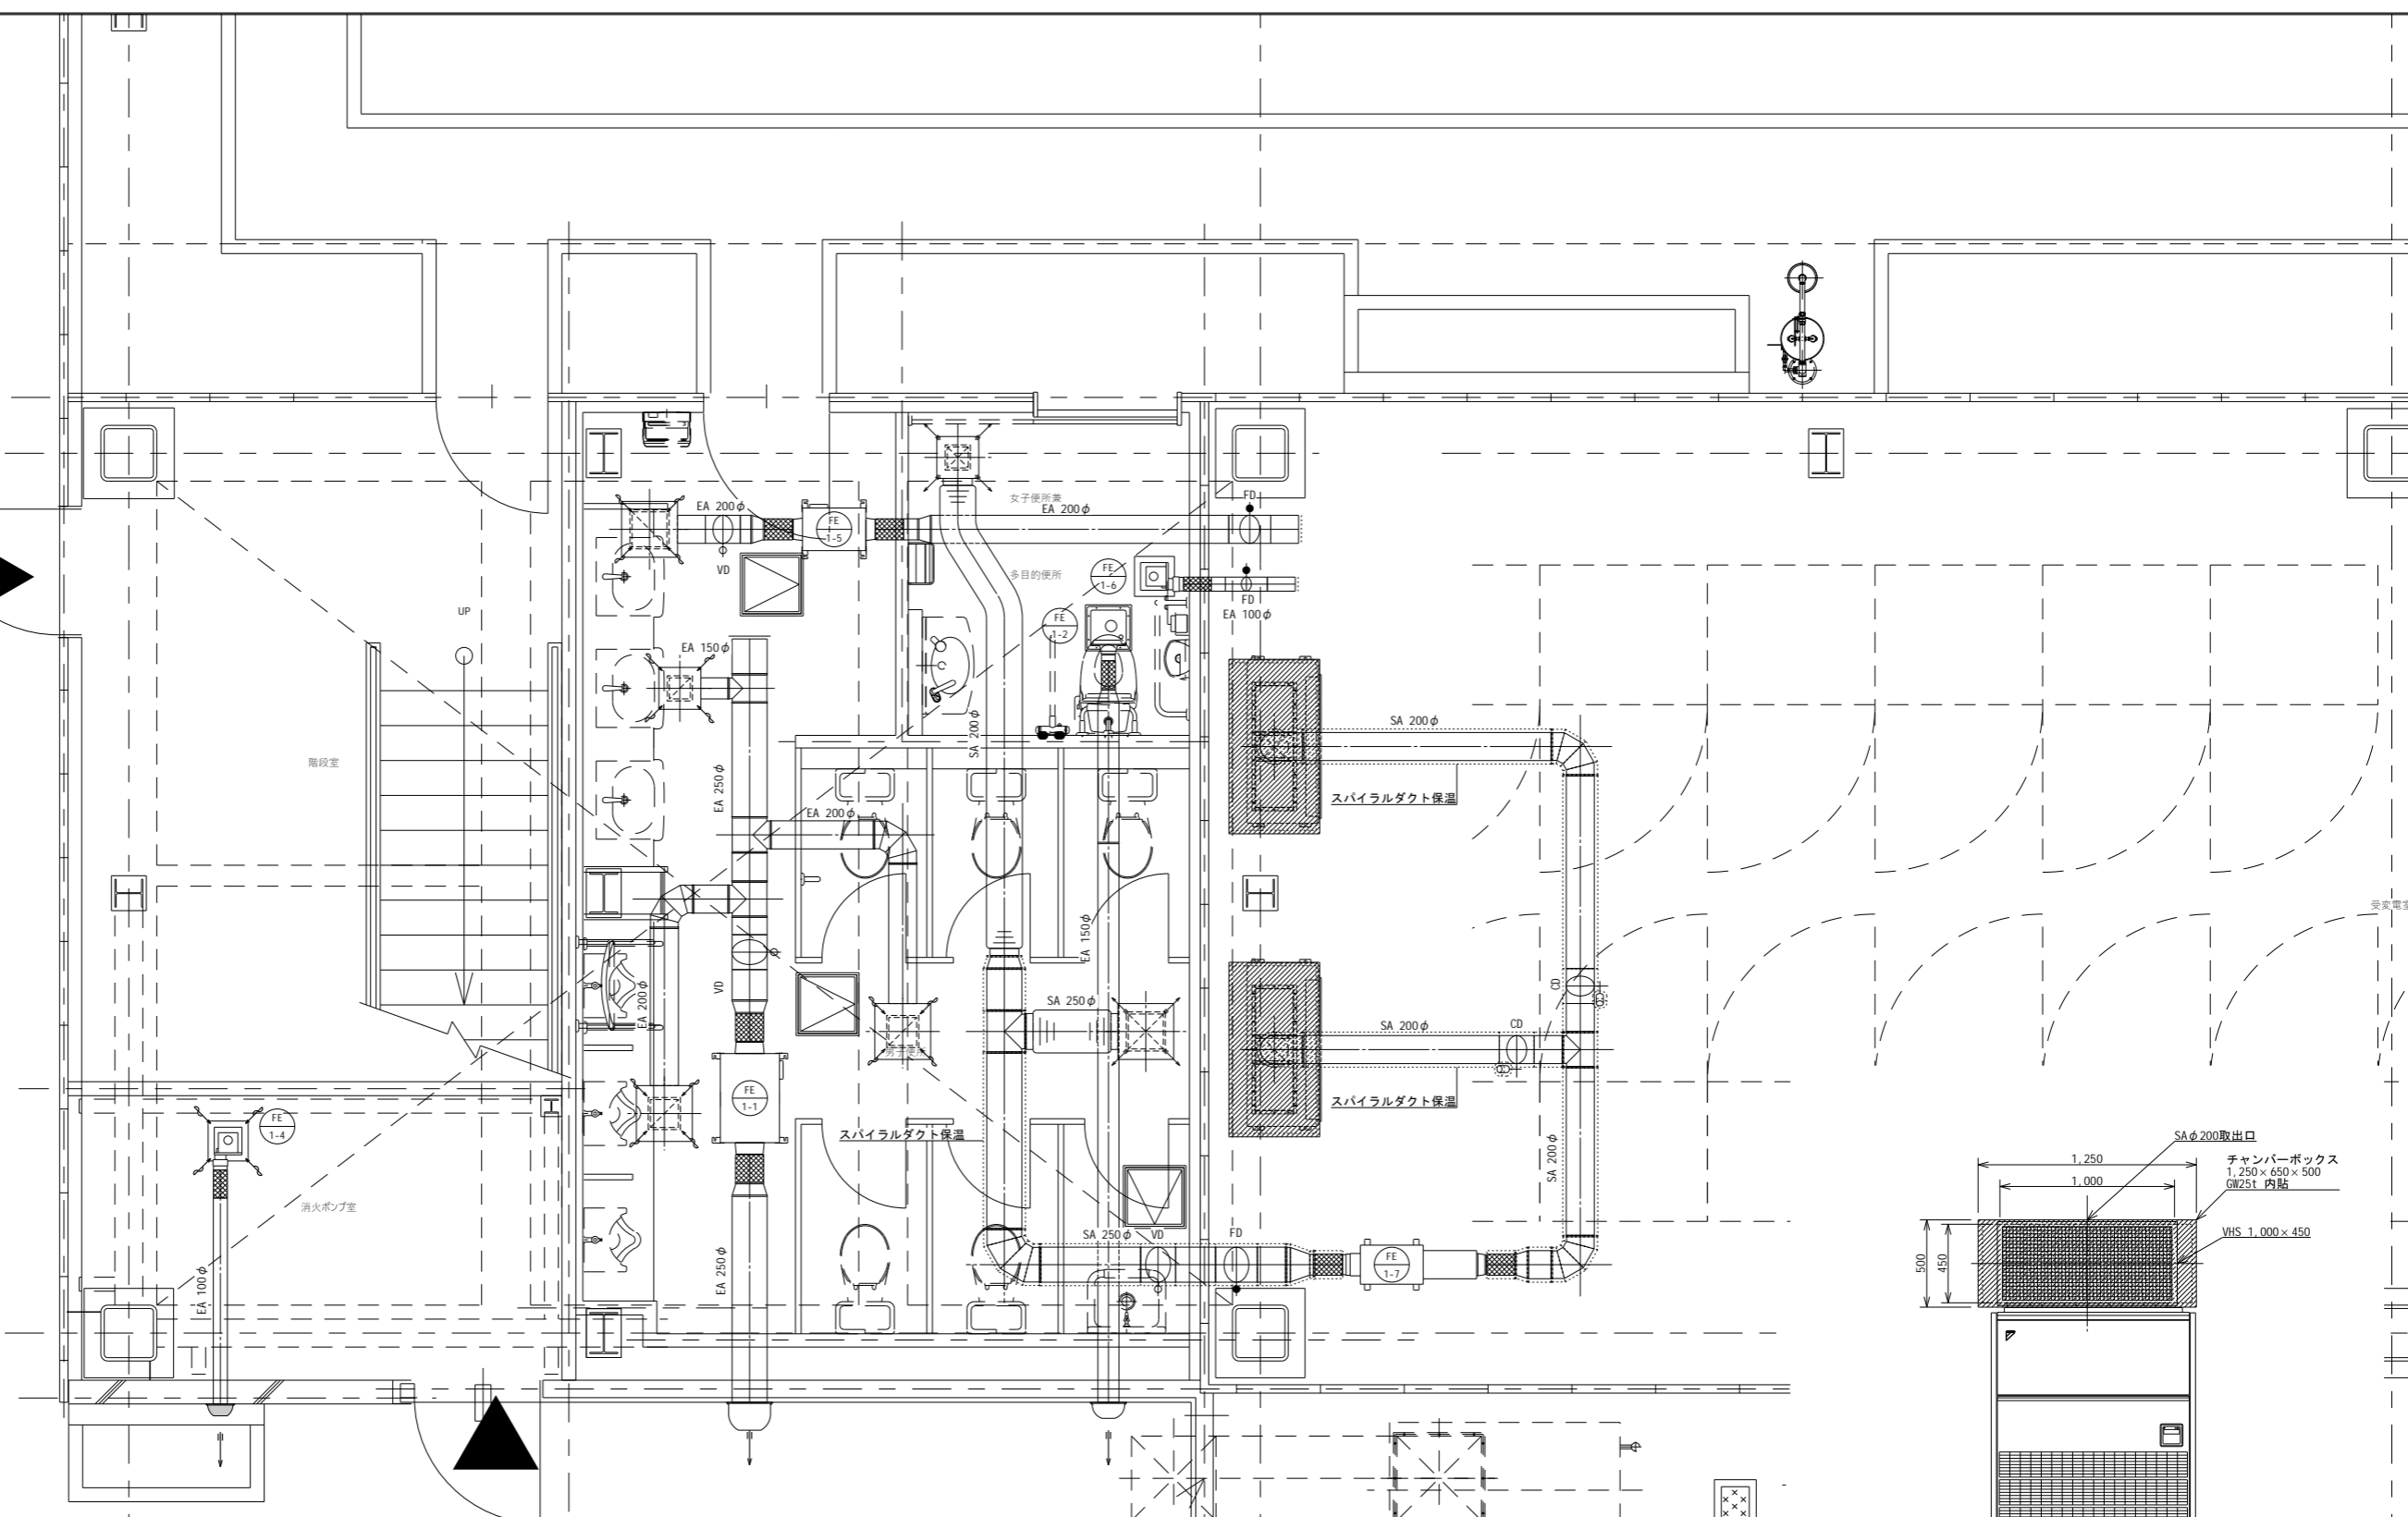 EA 200φ
VD
FE
1-5
女子便所兼
EA 200φ
FD
多目的便所
FE
1-6
FD
EA 100φ
FE
1-2
UP
EA 150φ
階段室
EA 250φ
SA 200φ
EA 200φ
SA 200φ
スパイラルダクト保温
受変電室
EA 150φ
VD
EA 200φ
SA 250φ
男子便所
CD
SA 200φ
CD
スパイラルダクト保温
FE
1-1
FE
1-4
スパイラルダクト保温
消火ポンプ室
SA 200φ
EA 100φ
EA 250φ
SA 250φ
VD
FD
FE
1-7
SAφ200取出口
チャンバーボックス
1,250×650×500
GW25t 内貼
1,250
1,000
VHS 1,000×450
500
450